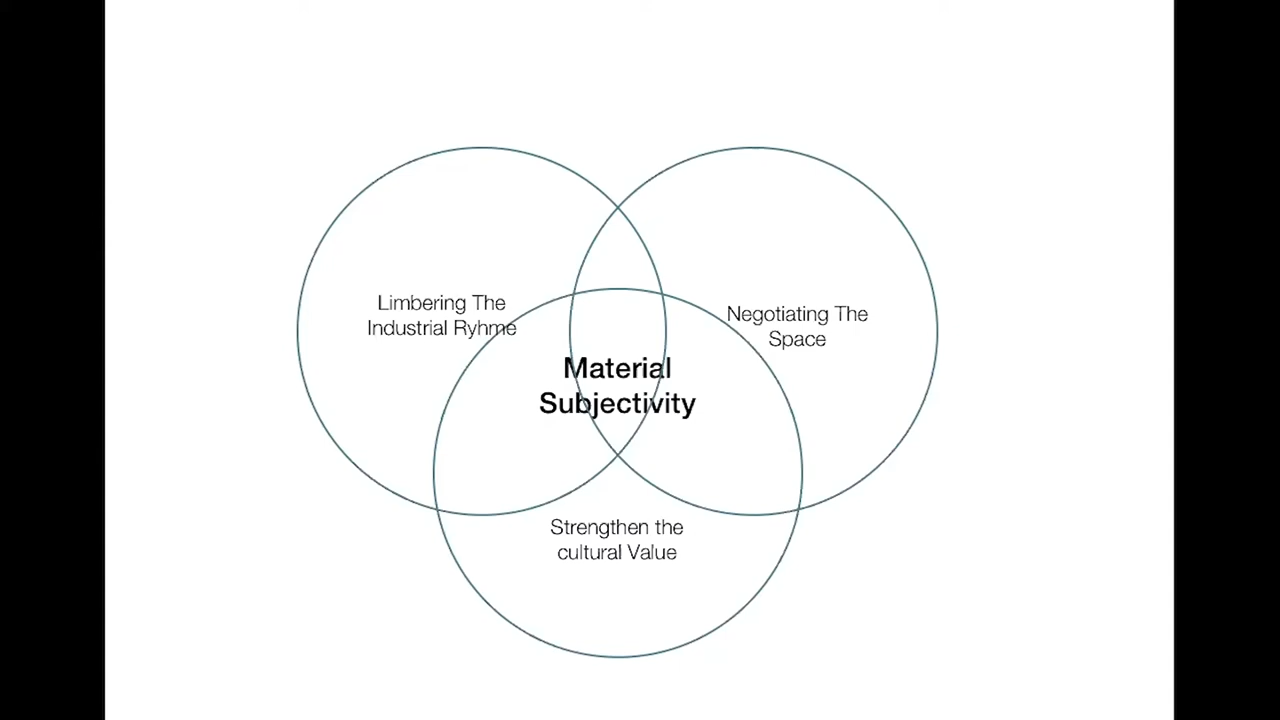 Limbering The
Industrial Ryhme
Negotiating The
Space
Material
Subjectivity
Strengthen the
cultural Value